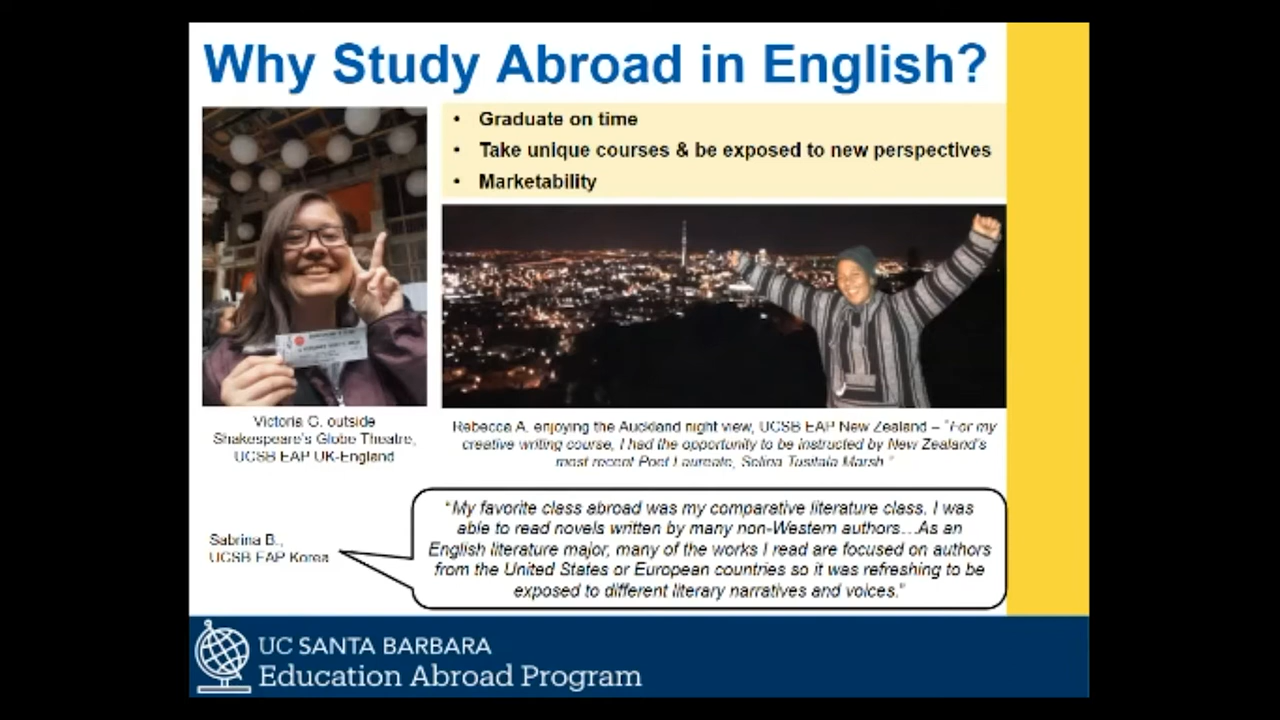 Why Study Abroad in English?
• Graduate on time
• Take unique courses & be exposed to new perspectives
• Marketability
Victoria G. outside
Shakespeare's Globe Theatre,
UCSB EAP UK-England
Rebecca A. enjoying the Auckland night view, UCSB EAP New Zealand – "For my
creative writing course, I had the opportunity to be instructed by New Zealand's
most recent Poet Laureate, Selina Tusitala Marsh."
Sabrina B.,
UCSB EAP Korea
"My favorite class abroad was my comparative literature class. I was
able to read novels written by many non-Western authors…As an
English literature major, many of the works I read are focused on authors
from the United States or European countries so it was refreshing to be
exposed to different literary narratives and voices."
UC SANTA BARBARA
Education Abroad Program